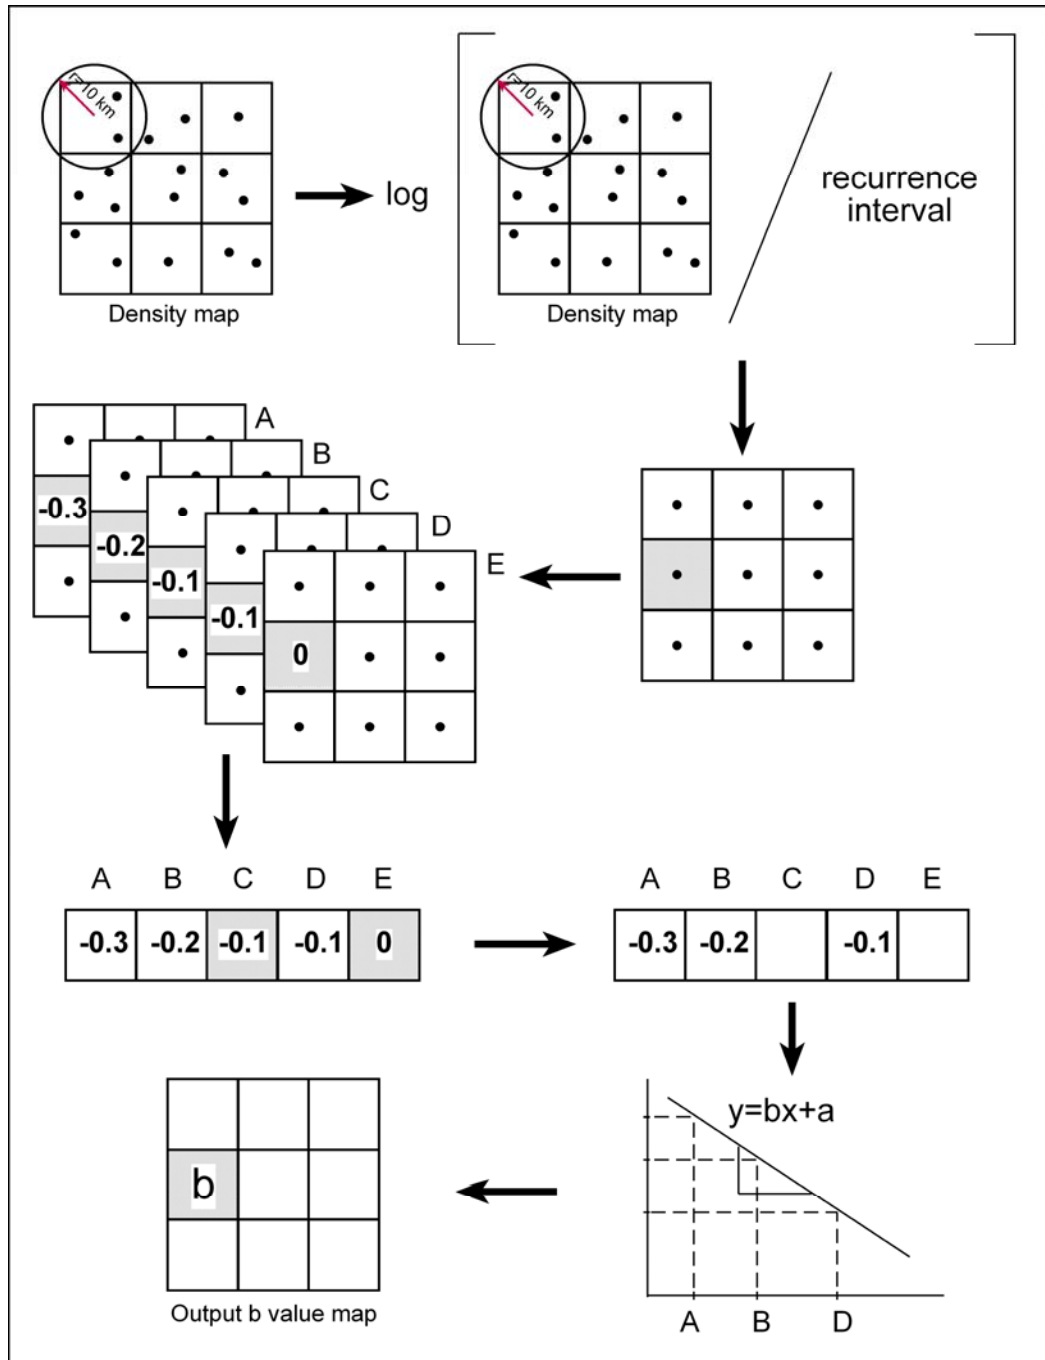 r=10 km
Density map
log
r=10 km
Density map
recurrence
interval
A
B
C
D
E
-0.3
-0.2
-0.1
-0.1
0
A B C D E
-0.3 -0.2 -0.1 -0.1 0
A B C D E
-0.3 -0.2 -0.1
b
Output b value map
y=bx+a
A B D